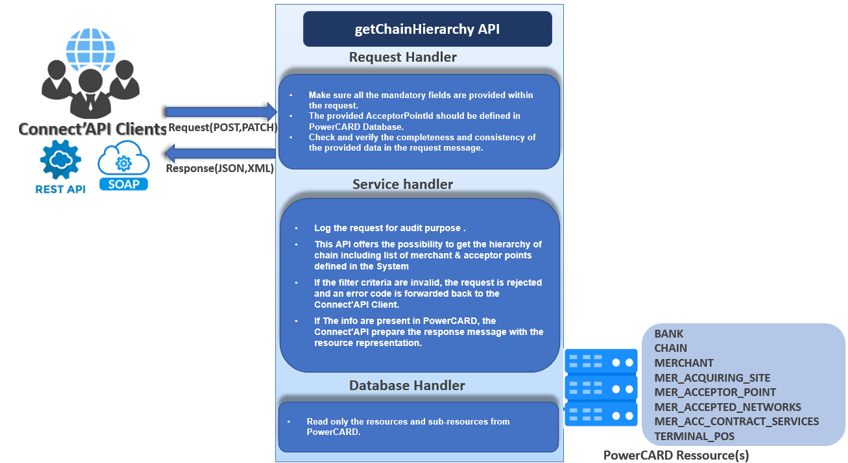 getChainHierarchy API
Request Handler
• Make sure all the mandatory fields are provided within
the request.
• The provided AcceptorPointId should be defined in
PowerCARD Database.
• Check and verify the completeness and consistency of
the provided data in the request message.
Connect'API Clients
Request(POST,PATCH)
Response(JSON,XML)
REST API
SOAP
Service handler
• Log the request for audit purpose .
• This API offers the possibility to get the hierarchy of
chain including list of merchant & acceptor points
defined in the System
• If the filter criteria are invalid, the request is rejected
and an error code is forwarded back to the
Connect'API Client.
• If The info are present in PowerCARD, the
Connect'API prepare the response message with the
resource representation.
Database Handler
• Read only the resources and sub-resources from
PowerCARD.
BANK
CHAIN
MERCHANT
MER_ACQUIRING_SITE
MER_ACCEPTOR_POINT
MER_ACCEPTED_NETWORKS
MER_ACC_CONTRACT_SERVICES
TERMINAL_POS
PowerCARD Ressource(s)